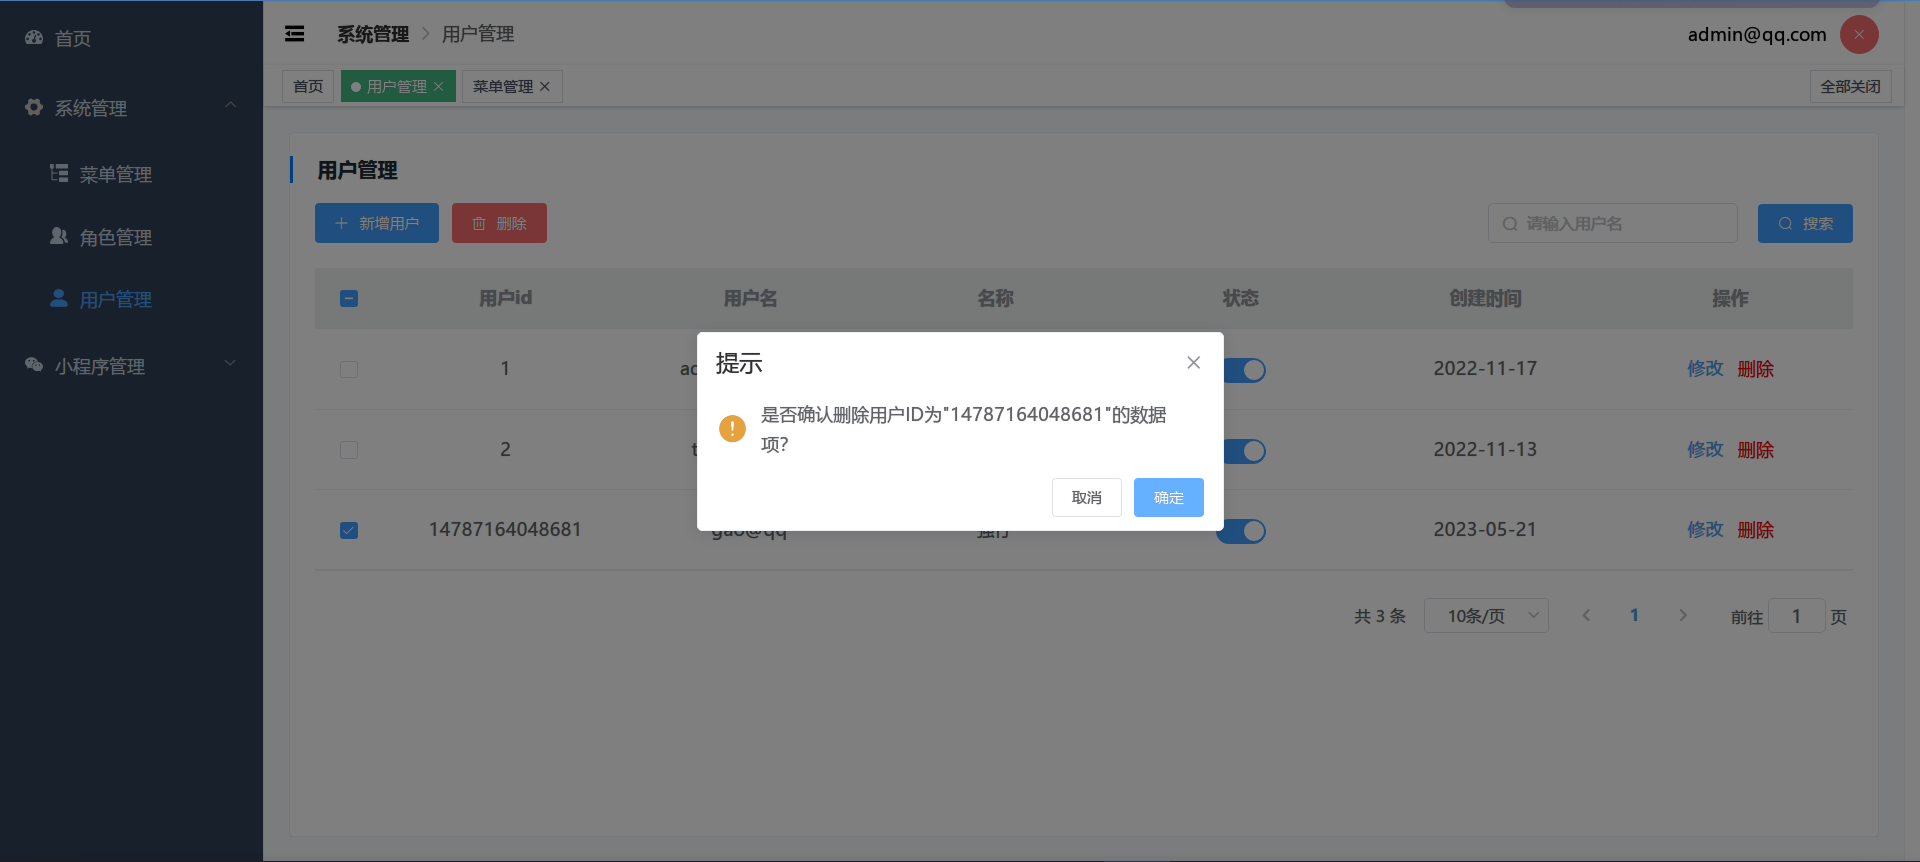 首页
系统管理
菜单管理
角色管理
用户管理
小程序管理
系统管理 > 用户管理
admin@qq.com
首页 用户管理 菜单管理 全部关闭
用户管理
新增用户 删除 请输入用户名 搜索
用户id 用户名 名称 状态 创建时间 操作
1 2022-11-17 修改 删除
2 2022-11-13 修改 删除
14787164048681 gao@qq 2023-05-21 修改 删除
提示
是否确认删除用户ID为"14787164048681"的数据
项?
取消 确定
共 3 条 10条/页 1 前往 1 页